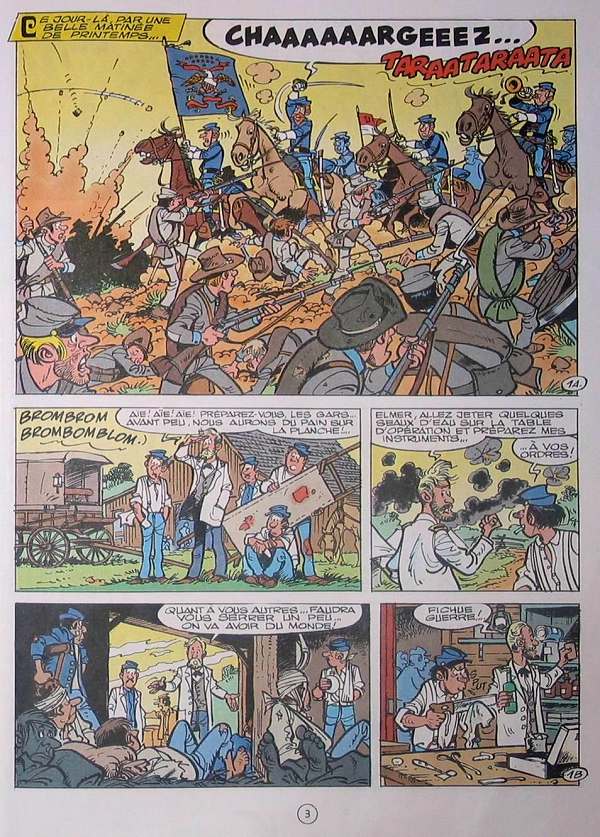 CE JOUR-LÀ, PAR UNE
BELLE MATINÉE
DE PRINTEMPS...
CHAAAAAARGEEEZ...
TARAATARAATA
1A
BROMBROM
BROMBOMBLOM..
AÏE! AÏE! AÏE! PRÉPAREZ-VOUS, LES GARS...
AVANT PEU, NOUS AURONS DU PAIN SUR
LA PLANCHE!...
ELMER, ALLEZ JETER QUELQUES
SEAUX D'EAU SUR LA TABLE
D'OPÉRATION ET PRÉPAREZ MES
INSTRUMENTS...
À VOS
ORDRES!
QUANT À VOUS AUTRES... FAUDRA
VOUS SERRER UN PEU...
ON VA AVOIR DU MONDE!
FICHUE
GUERRE!
1B
3